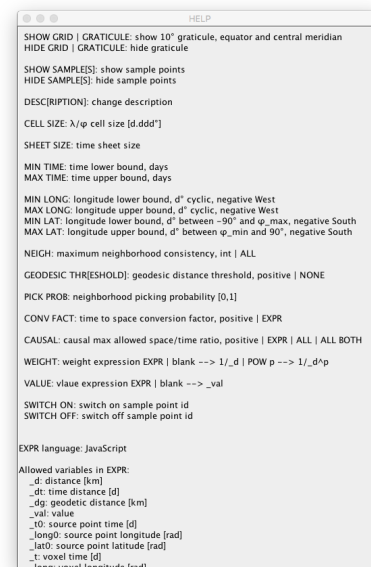 HELP
SHOW GRID | GRATICULE: show 10° graticule, equator and central meridian
HIDE GRID | GRATICULE: hide graticule
SHOW SAMPLE[S]: show sample points
HIDE SAMPLE[S]: hide sample points
DESC[RIPTION]: change description
CELL SIZE: λ/φ cell size [d.ddd°]
SHEET SIZE: time sheet size
MIN TIME: time lower bound, days
MAX TIME: time upper bound, days
MIN LONG: longitude lower bound, d° cyclic, negative West
MAX LONG: longitude upper bound, d° cyclic, negative West
MIN LAT: longitude lower bound, d° between -90° and φ_max, negative South
MAX LAT: longitude upper bound, d° between φ_min and 90°, negative South
NEIGH: maximum neighborhood consistency, int | ALL
GEODESIC THR[ESHOLD]: geodesic distance threshold, positive | NONE
PICK PROB: neighborhood picking probability [0,1]
CONV FACT: time to space conversion factor, positive | EXPR
CAUSAL: causal max allowed space/time ratio, positive | EXPR | ALL | ALL BOTH
WEIGHT: weight expression EXPR | blank --> 1/_d | POW p --> 1/_d^p
VALUE: vlaue expression EXPR | blank --> _val
SWITCH ON: switch on sample point id
SWITCH OFF: switch off sample point id
EXPR language: JavaScript
Allowed variables in EXPR:
_d: distance [km]
_dt: time distance [d]
_dg: geodetic distance [km]
_val: value
_t0: source point time [d]
_long0: source point longitude [rad]
_lat0: source point latitude [rad]
_t: voxel time [d]
_long: voxel longitude [rad]